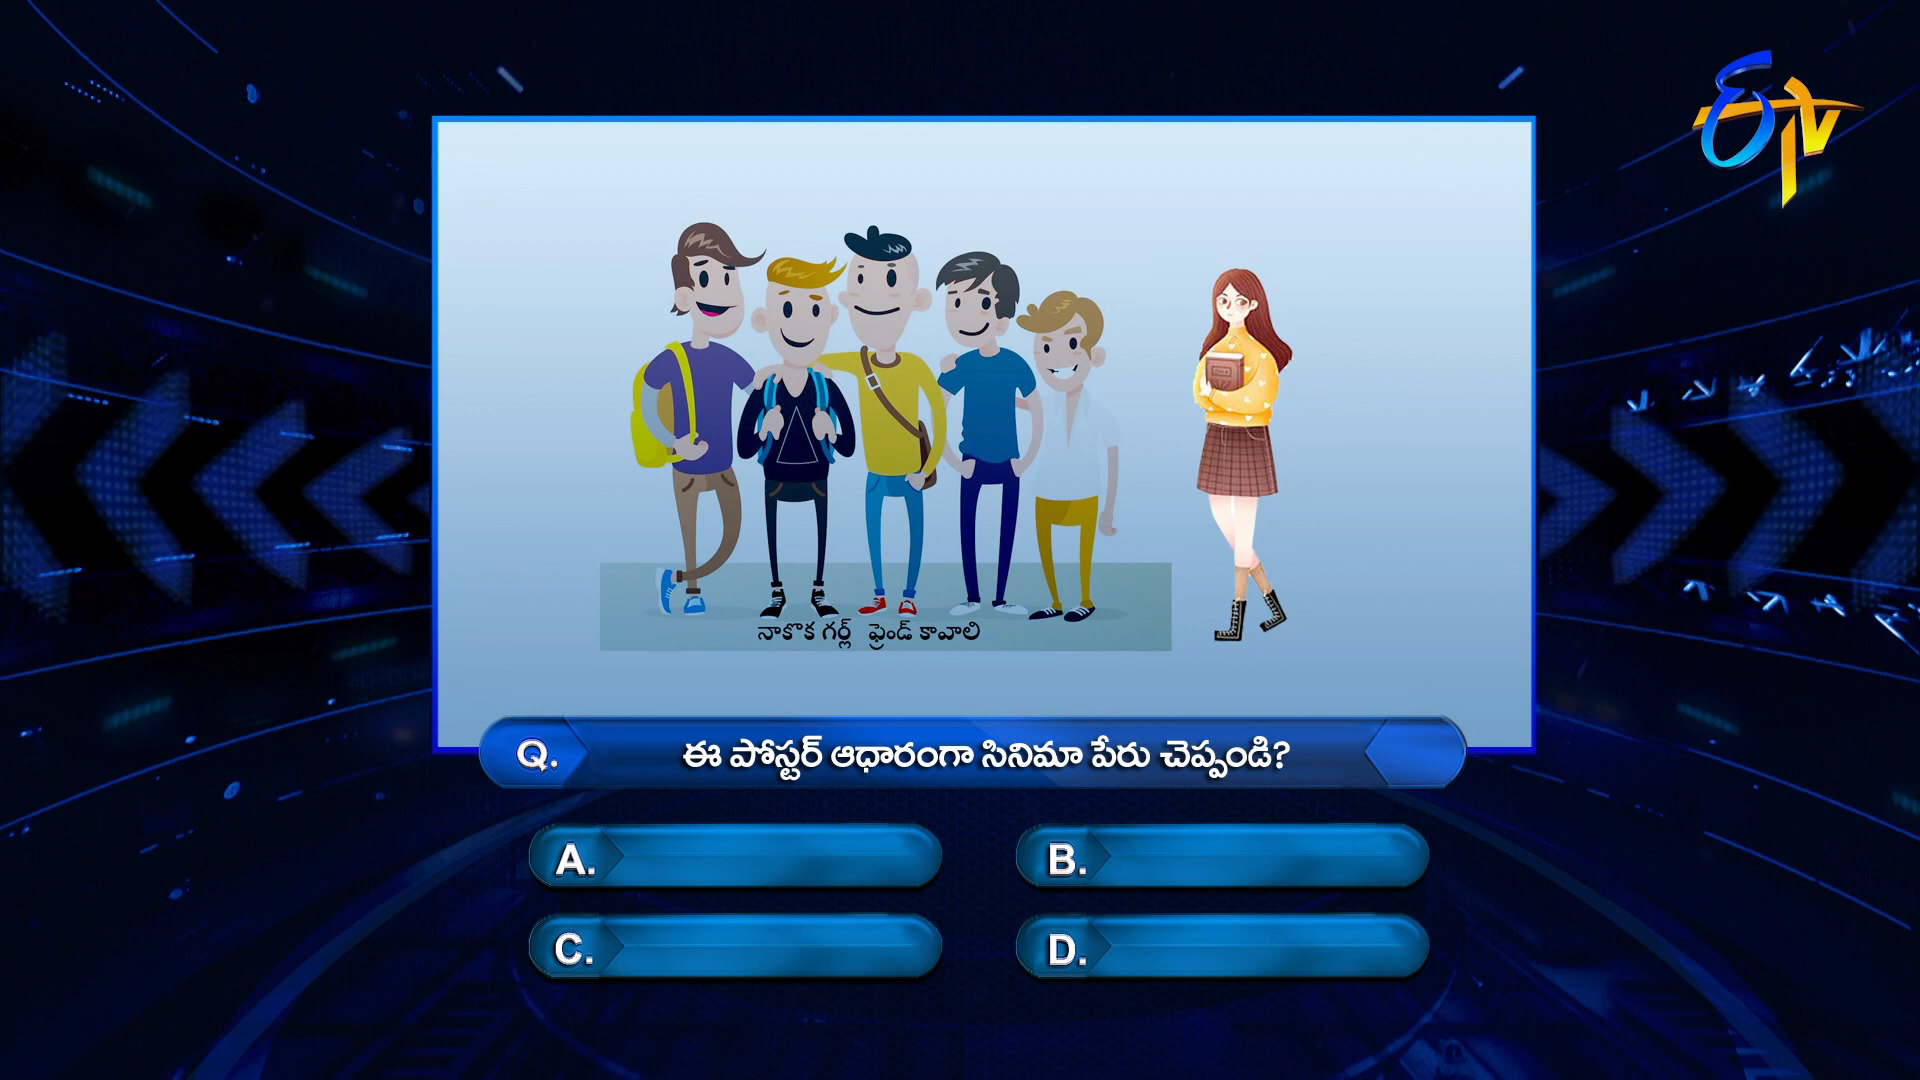 ETV
నాకొక గర్ల్ ఫ్రెండ్ కావాలి
Q. ఈ పోస్టర్ ఆధారంగా సినిమా పేరు చెప్పండి?
A.
B.
C.
D.